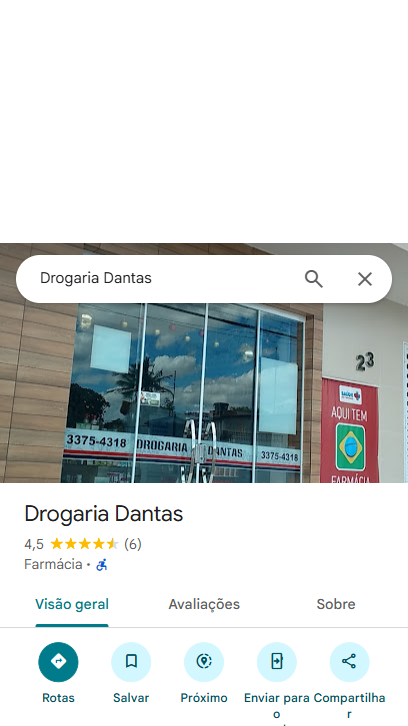 Drogaria Dantas
23
AQUI TEM
FARMÁCIA
3375-4318 DROGARIA DANTAS 3375-4318
Drogaria Dantas
4,5 (6)
Farmácia •
Visão geral Avaliações Sobre
Rotas Salvar Próximo Enviar para Compartilha
o r